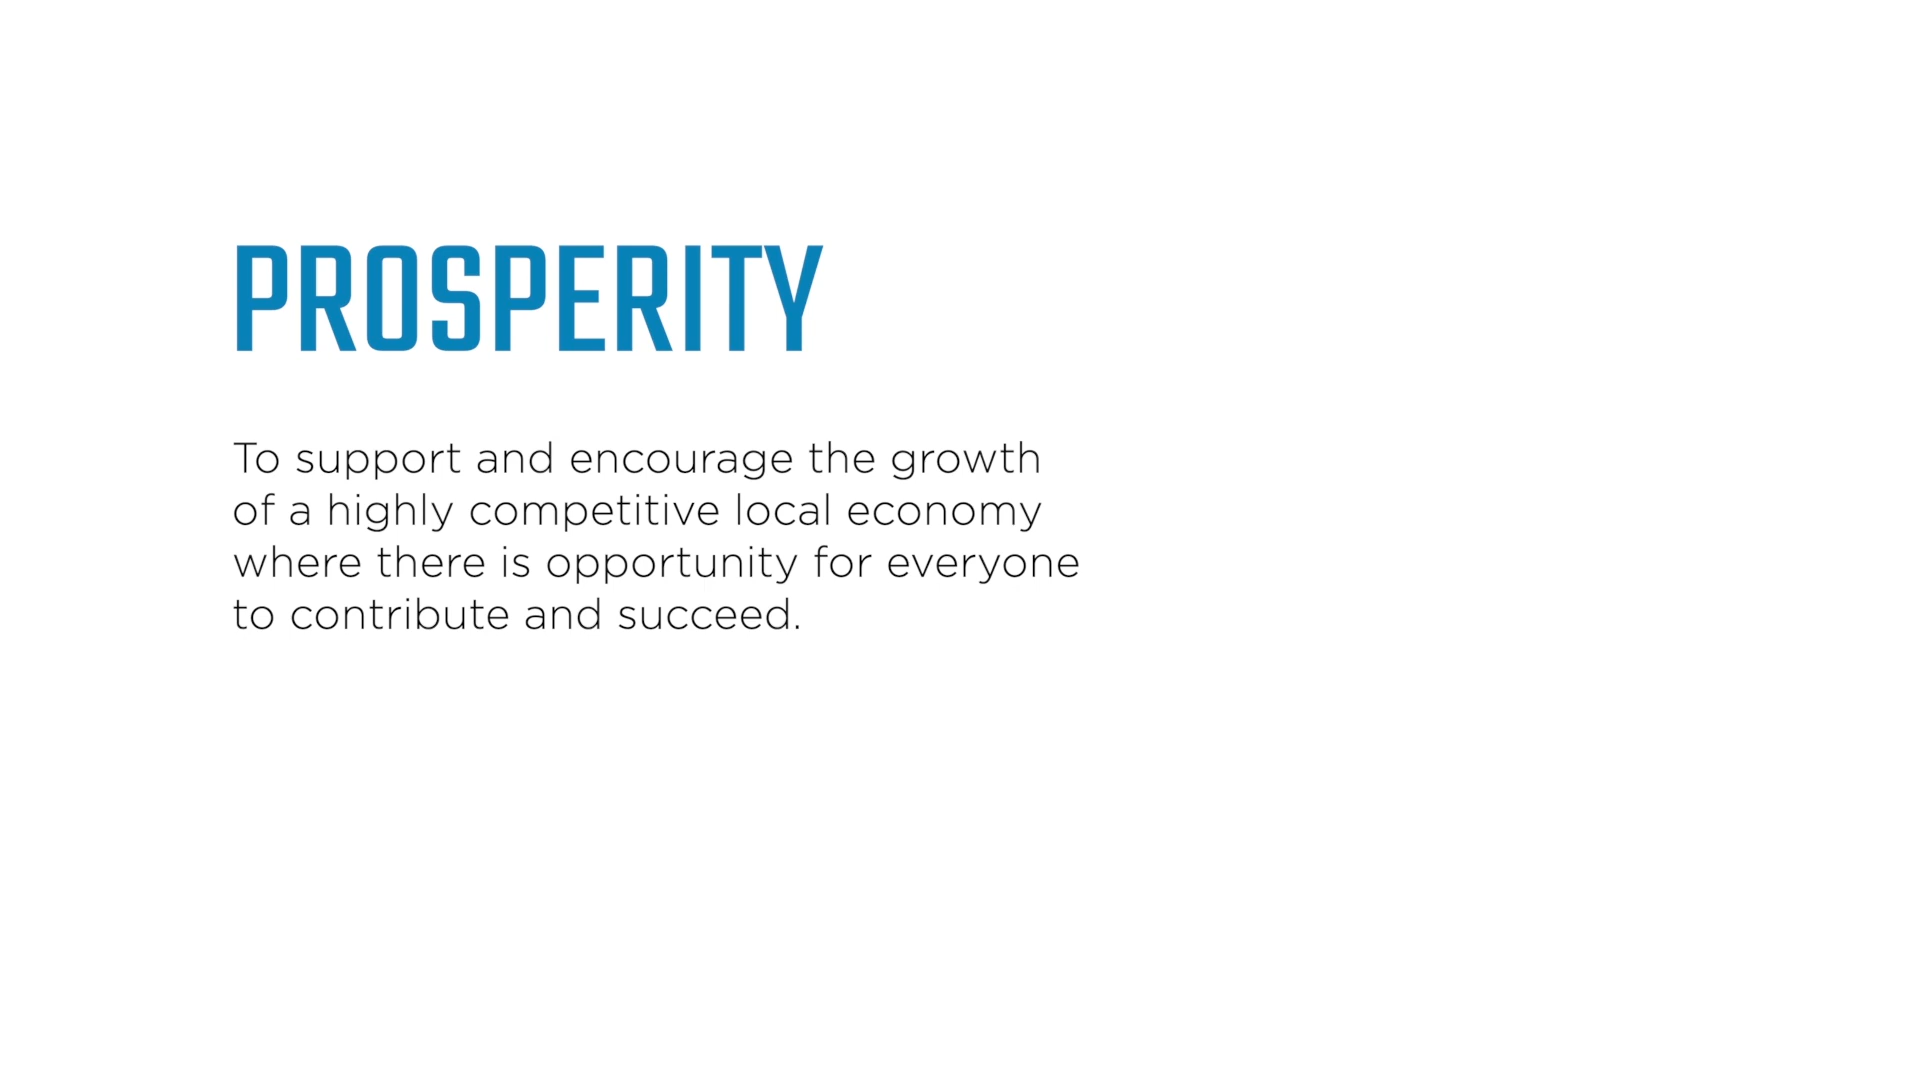 PROSPERITY
To support and encourage the growth
of a highly competitive local economy
where there is opportunity for everyone
to contribute and succeed.